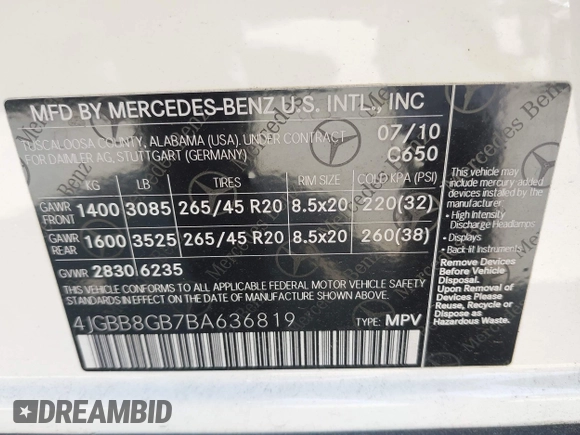 MFD BY MERCEDES-BENZ U.S. INTL, INC
TUSCALOOSA COUNTY, ALABAMA (USA). UNDER CONTRACT
FOR DAIMLER AG, STUTTGART (GERMANY)
07/10
C650
KG LB TIRES RIM SIZE COLD KPA (PSI)
GAWR FRONT 1400 3085 265/45 R20 8.5x20 220(32)
GAWR REAR 1600 3525 265/45 R20 8.5x20 260(38)
GVWR 2830 6235
THIS VEHICLE CONFORMS TO ALL APPLICABLE FEDERAL MOTOR VEHICLE SAFETY
STANDARDS IN EFFECT ON THE DATE OF MANUFACTURE SHOWN ABOVE.
4JGBB8GB7BA636819 TYPE: MPV
This vehicle may
include mercury-added
devices installed by the
manufacturer:
• High Intensity
Discharge Headlamps
• Displays
• Back-lit Instruments
Remove Devices
Before Vehicle
Disposal.
Upon Removal of
Devices Please
Reuse, Recycle or
Dispose as
Hazardous Waste.
DREAMBID